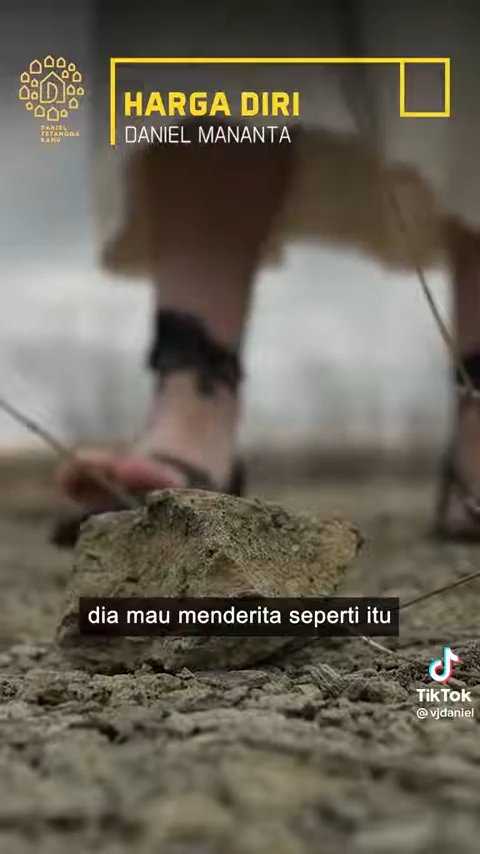 HARGA DIRI
DANIEL MANANTA
DANIEL
TETANGGA
KAMU
dia mau menderita seperti itu
TikTok
@vjdaniel